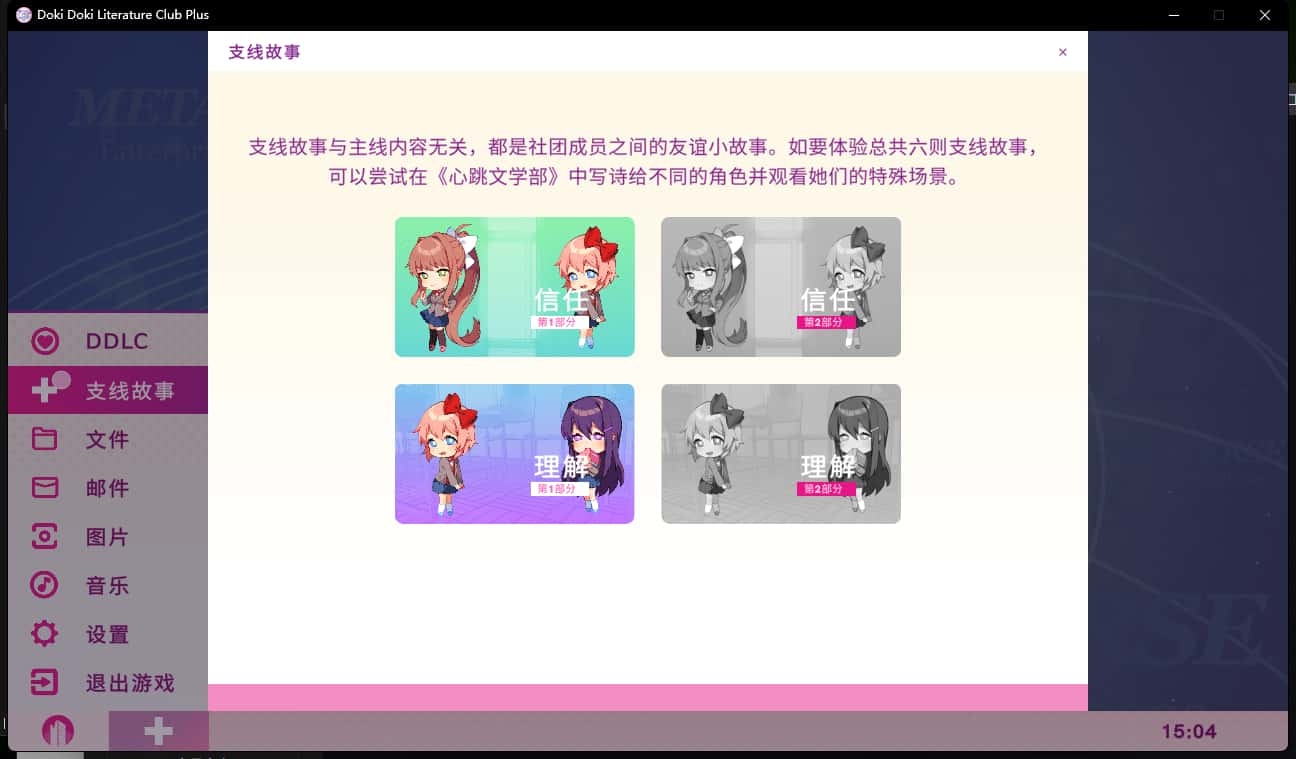 Doki Doki Literature Club Plus
支线故事
×
META
Enterpr
支线故事与主线内容无关，都是社团成员之间的友谊小故事。如要体验总共六则支线故事，
可以尝试在《心跳文学部》中写诗给不同的角色并观看她们的特殊场景。
信任
第1部分
信任
第2部分
理解
第1部分
理解
第2部分
DDLC
支线故事
文件
邮件
图片
音乐
设置
退出游戏
SE
15:04